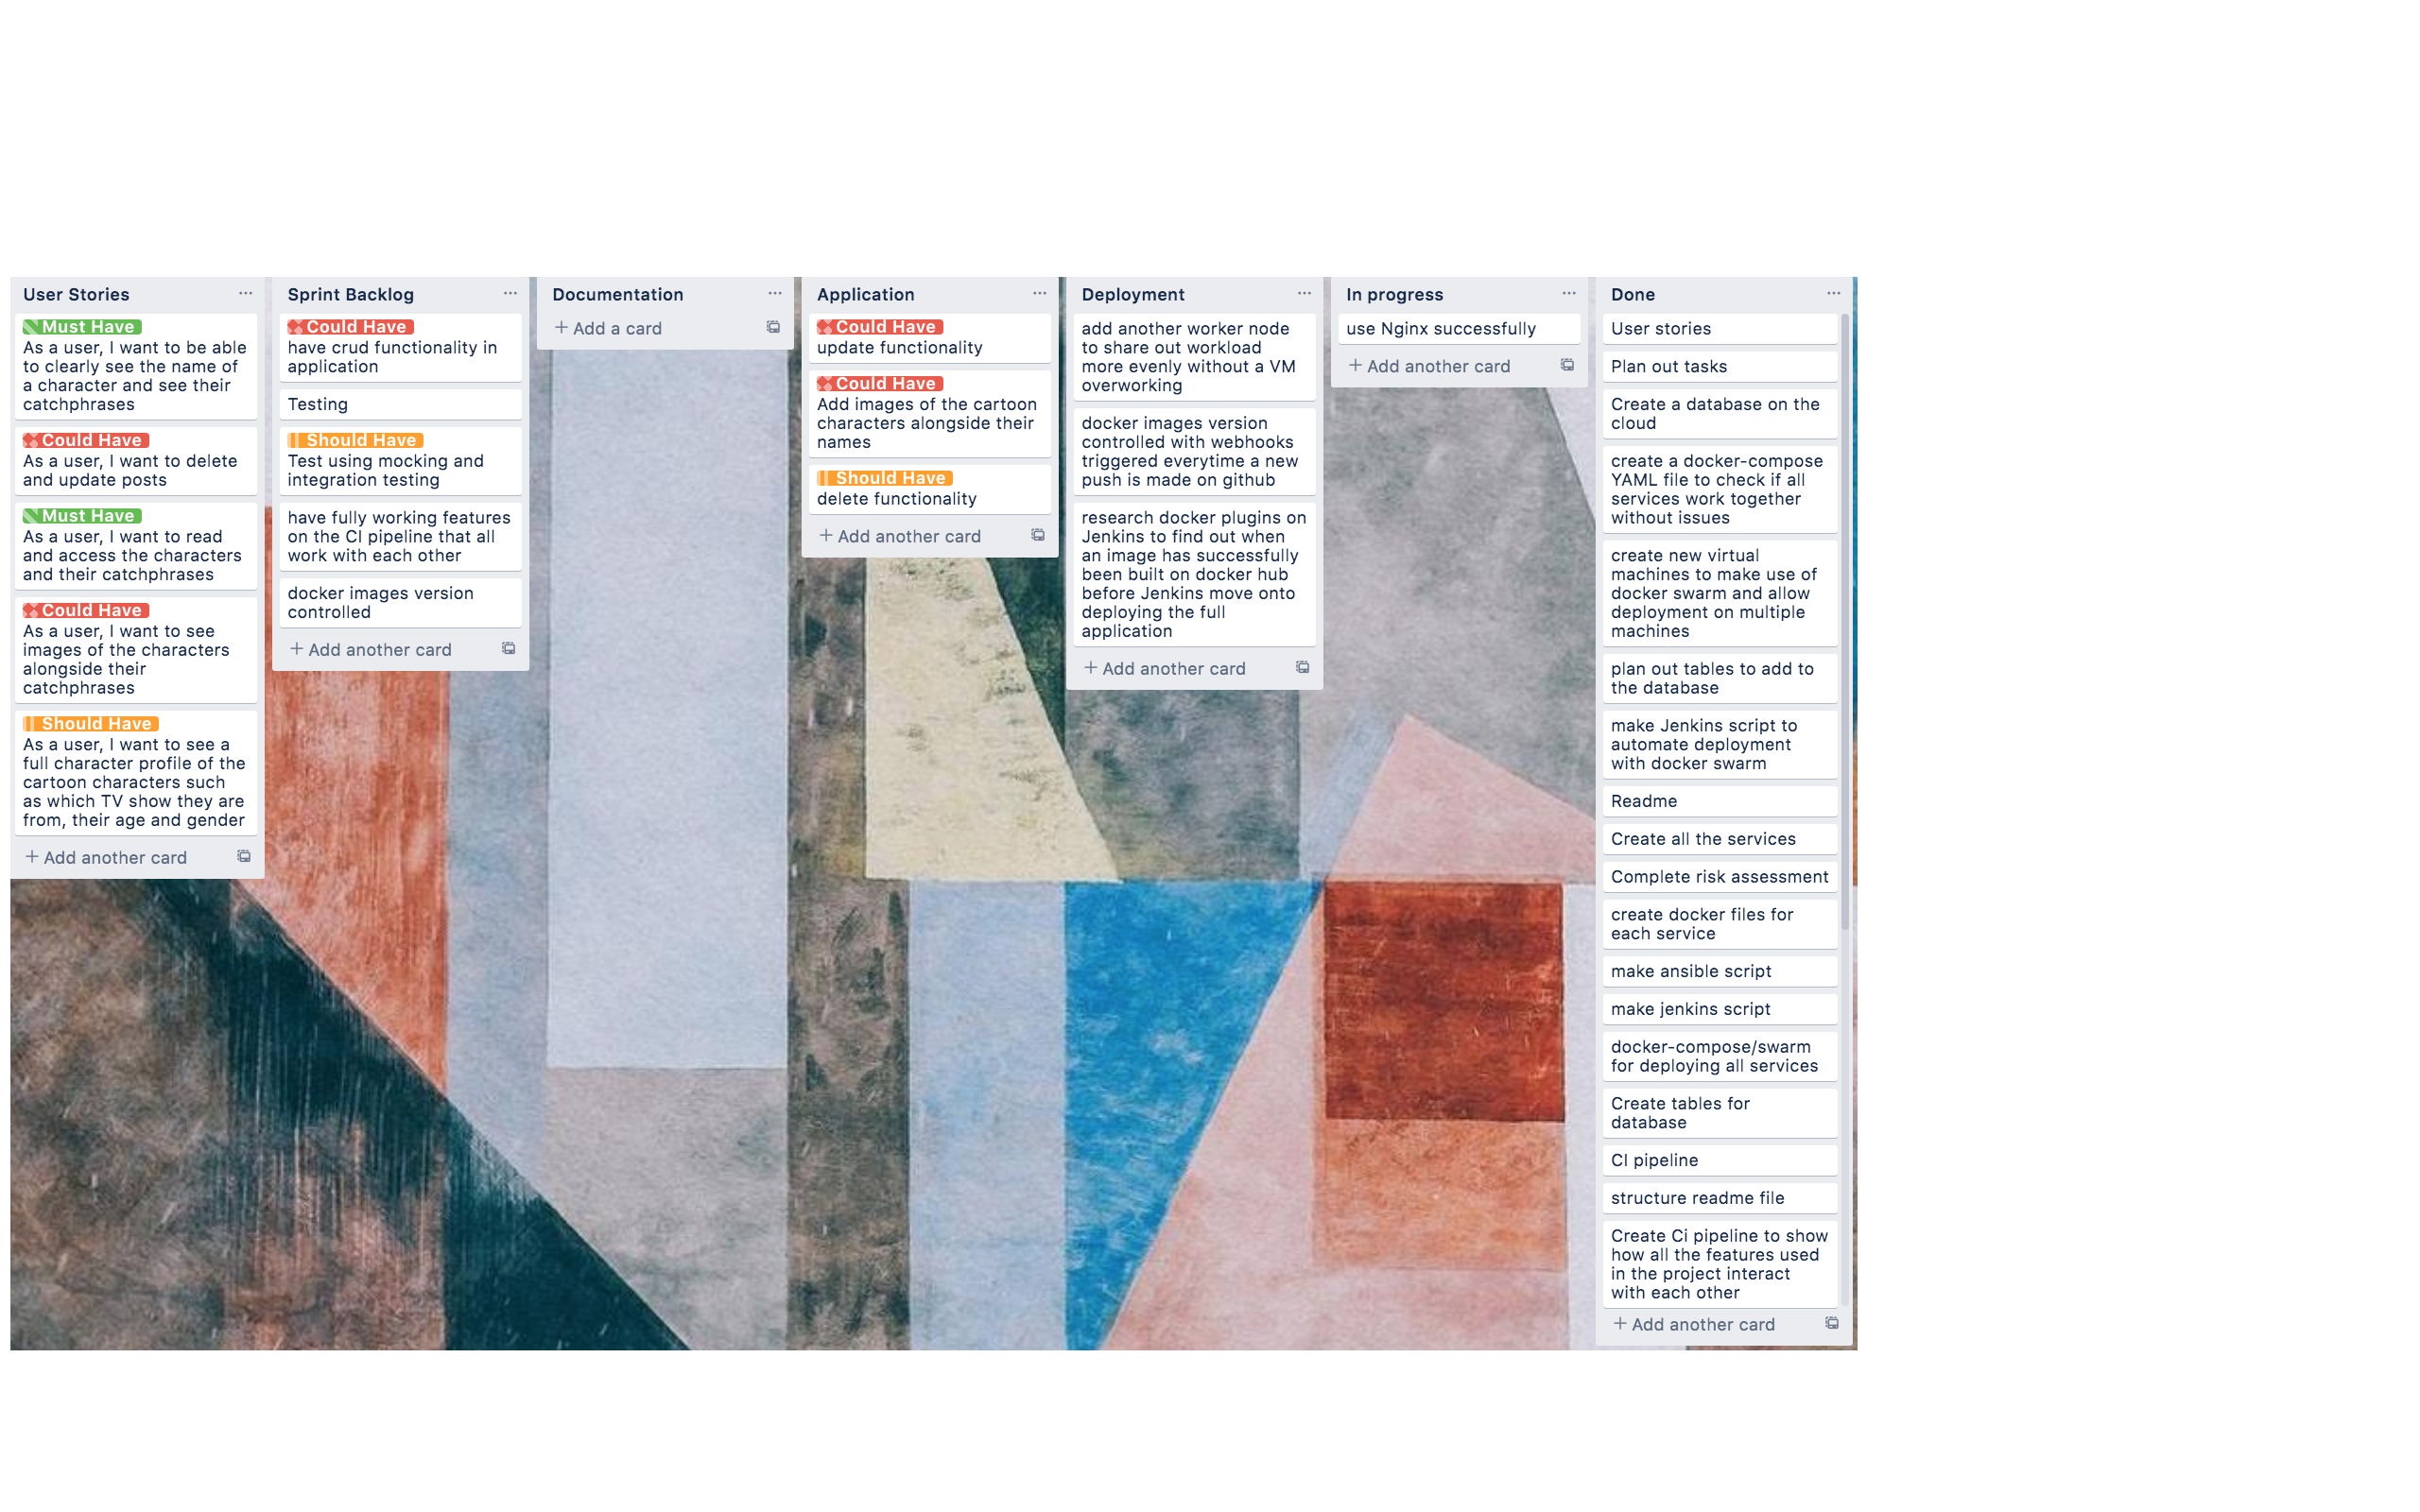 User Stories
Must Have
As a user, I want to be able
to clearly see the name of
a character and see their
catchphrases
Could Have
As a user, I want to delete
and update posts
Must Have
As a user, I want to read
and access the characters
and their catchphrases
Could Have
As a user, I want to see
images of the characters
alongside their
catchphrases
Should Have
As a user, I want to see a
full character profile of the
cartoon characters such
as which TV show they are
from, their age and gender
+ Add another card
Sprint Backlog
Could Have
have crud functionality in
application
Testing
Should Have
Test using mocking and
integration testing
have fully working features
on the CI pipeline that all
work with each other
docker images version
controlled
+ Add another card
Documentation
+ Add a card
Application
Could Have
update functionality
Could Have
Add images of the cartoon
characters alongside their
names
Should Have
delete functionality
+ Add another card
Deployment
add another worker node
to share out workload
more evenly without a VM
overworking
docker images version
controlled with webhooks
triggered everytime a new
push is made on github
research docker plugins on
Jenkins to find out when
an image has successfully
been built on docker hub
before Jenkins move onto
deploying the full
application
+ Add another card
In progress
use Nginx successfully
+ Add another card
Done
User stories
Plan out tasks
Create a database on the
cloud
create a docker-compose
YAML file to check if all
services work together
without issues
create new virtual
machines to make use of
docker swarm and allow
deployment on multiple
machines
plan out tables to add to
the database
make Jenkins script to
automate deployment
with docker swarm
Readme
Create all the services
Complete risk assessment
create docker files for
each service
make ansible script
make jenkins script
docker-compose/swarm
for deploying all services
Create tables for
database
CI pipeline
structure readme file
Create Ci pipeline to show
how all the features used
in the project interact
with each other
+ Add another card